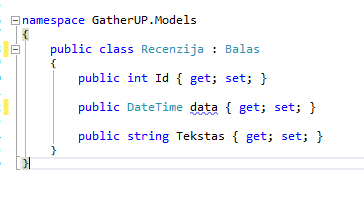 namespace GatherUP.Models
{
public class Recenzija : Balas
{
public int Id { get; set; }
public DateTime data { get; set; }
public string Tekstas { get; set; }
}
}